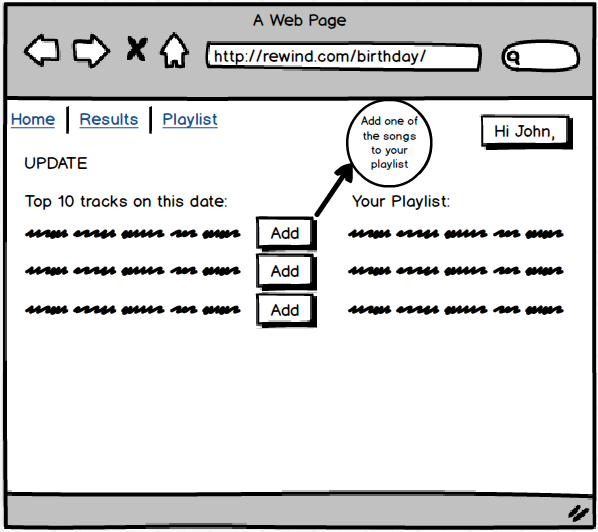 A Web Page
http://rewind.com/birthday/
Home Results Playlist
Hi John,
Add one of
the songs
to your
playlist
UPDATE
Top 10 tracks on this date:
Your Playlist:
Add
Add
Add